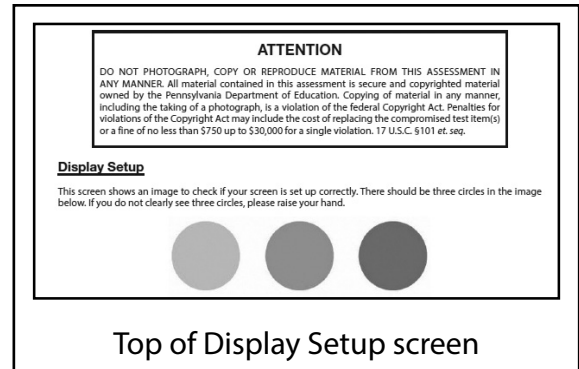 ATTENTION
DO NOT PHOTOGRAPH, COPY OR REPRODUCE MATERIAL FROM THIS ASSESSMENT IN
ANY MANNER. All material contained in this assessment is secure and copyrighted material
owned by the Pennsylvania Department of Education. Copying of material in any manner,
including the taking of a photograph, is a violation of the federal Copyright Act. Penalties for
violations of the Copyright Act may include the cost of replacing the compromised test item(s)
or a fine of no less than $750 up to $30,000 for a single violation. 17 U.S.C. §101 et. seq.
Display Setup
This screen shows an image to check if your screen is set up correctly. There should be three circles in the image
below. If you do not clearly see three circles, please raise your hand.
Top of Display Setup screen